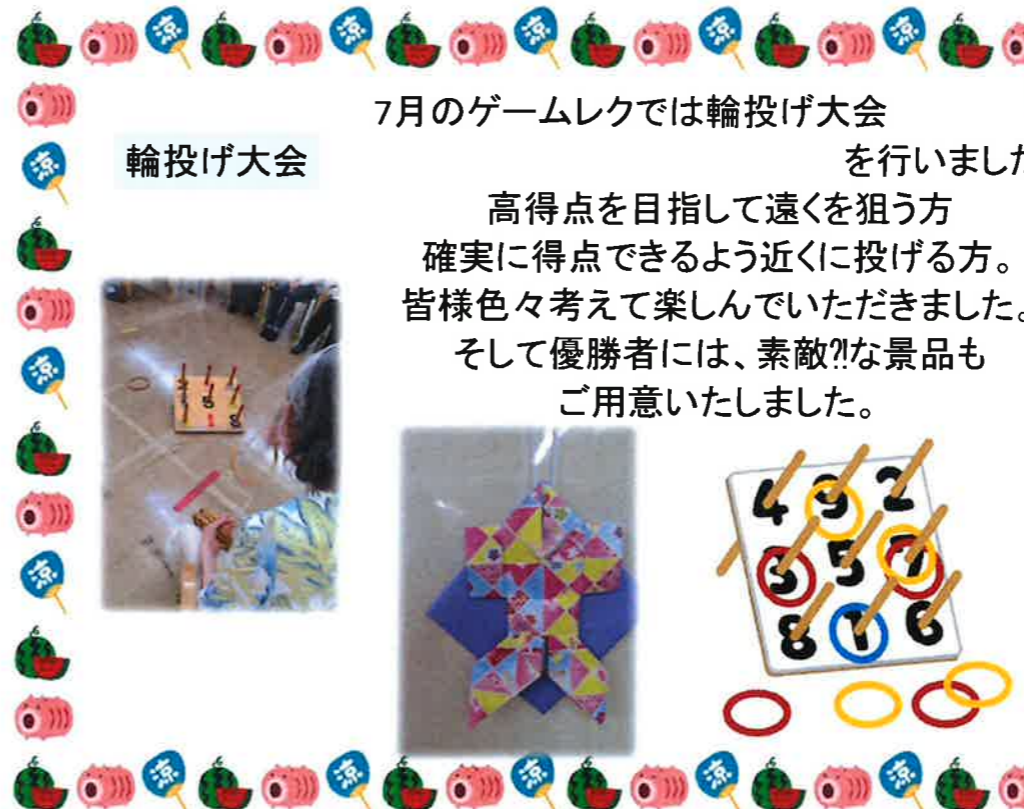 7月のゲームレクでは輪投げ大会
輪投げ大会
を行いました
高得点を目指して遠くを狙う方
確実に得点できるよう近くに投げる方。
皆様色々考えて楽しんでいただきました。
そして優勝者には、素敵⁈な景品も
ご用意いたしました。
4 9 2
3 5 7
8 1 6
涼